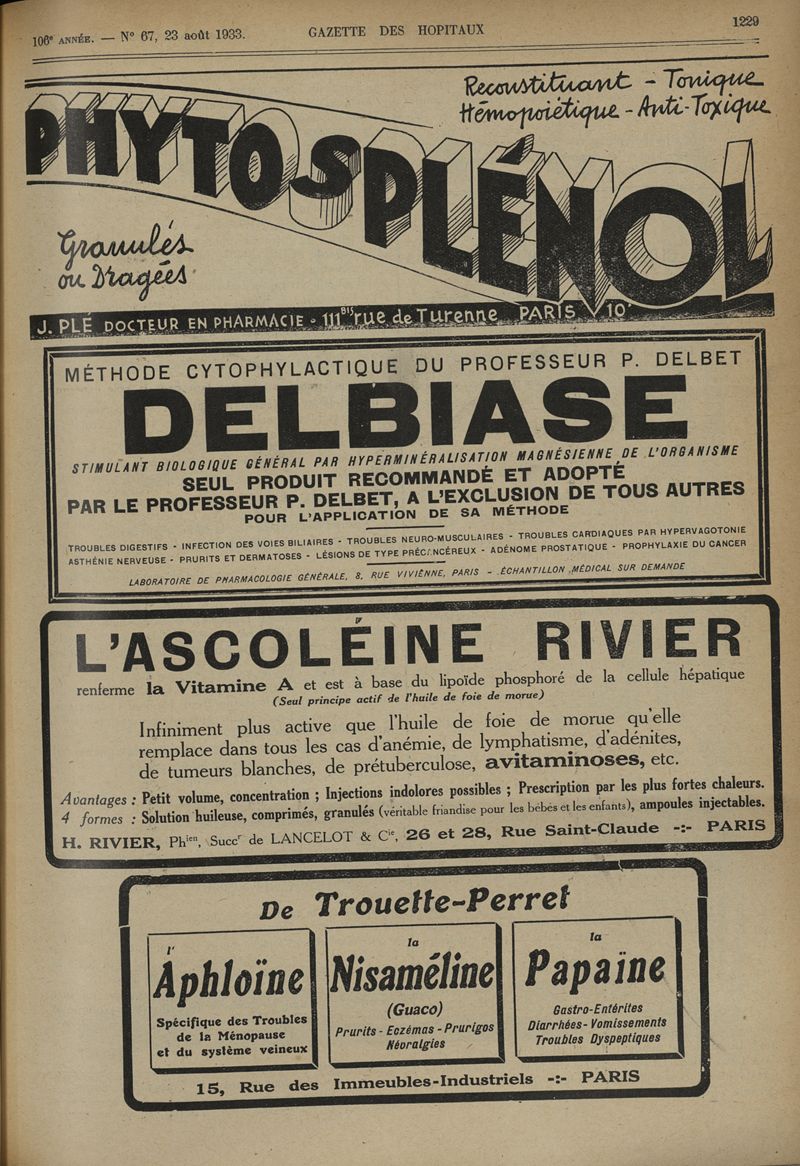 106e ANNÉE. — N° 67, 23 août 1933.
GAZETTE DES HOPITAUX
1229
Reconstituant - Tonique
Hémopoiétique - Anti-Toxique
PHYTOSPLÉNOL
Granulés
ou Dragées
J. PLÉ DOCTEUR EN PHARMACIE - 111BIS rue de Turenne PARIS 10e
MÉTHODE CYTOPHYLACTIQUE DU PROFESSEUR P. DELBET
DELBIASE
STIMULANT BIOLOGIQUE GÉNÉRAL PAR HYPERMINÉRALISATION MAGNÉSIENNE DE L'ORGANISME
SEUL PRODUIT RECOMMANDÉ ET ADOPTÉ
PAR LE PROFESSEUR P. DELBET, A L'EXCLUSION DE TOUS AUTRES
POUR L'APPLICATION DE SA MÉTHODE
TROUBLES DIGESTIFS - INFECTION DES VOIES BILIAIRES - TROUBLES NEURO-MUSCULAIRES - TROUBLES CARDIAQUES PAR HYPERVAGOTONIE
ASTHÉNIE NERVEUSE - PRURITS ET DERMATOSES - LÉSIONS DE TYPE PRÉCANCÉREUX - ADÉNOME PROSTATIQUE - PROPHYLAXIE DU CANCER
LABORATOIRE DE PHARMACOLOGIE GÉNÉRALE, 8, RUE VIVIENNE, PARIS - ÉCHANTILLON MÉDICAL SUR DEMANDE
L'ASCOLÉINE RIVIER
renferme la Vitamine A et est à base du lipoïde phosphoré de la cellule hépatique
(Seul principe actif de l'huile de foie de morue)
Infiniment plus active que l'huile de foie de morue qu'elle
remplace dans tous les cas d'anémie, de lymphatisme, d'adénites,
de tumeurs blanches, de prétuberculose, avitaminoses, etc.
Avantages : Petit volume, concentration ; Injections indolores possibles ; Prescription par les plus fortes chaleurs.
4 formes : Solution huileuse, comprimés, granulés (véritable friandise pour les bébés et les enfants), ampoules injectables.
H. RIVIER, Phien, Succr de LANCELOT & Cie, 26 et 28, Rue Saint-Claude -:- PARIS
De Trouette-Perret
l'
Aphloïne
Spécifique des Troubles
de la Ménopause
et du système veineux
la
Nisaméline
(Guaco)
Prurits - Eczémas - Prurigos
Névralgies
la
Papaïne
Gastro-Entérites
Diarrhées - Vomissements
Troubles Dyspeptiques
15, Rue des Immeubles-Industriels -:- PARIS